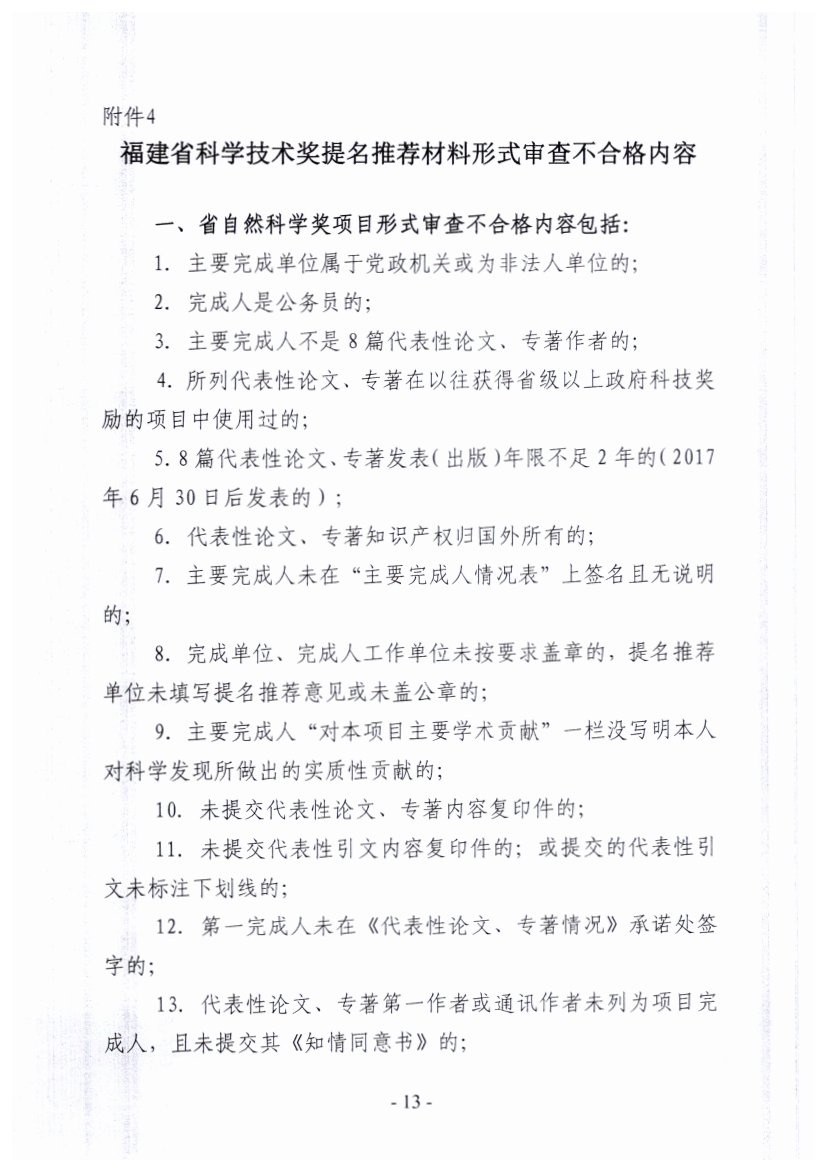 附件4
福建省科学技术奖提名推荐材料形式审查不合格内容
一、省自然科学奖项目形式审查不合格内容包括:
1. 主要完成单位属于党政机关或为非法人单位的;
2. 完成人是公务员的;
3. 主要完成人不是 8 篇代表性论文、专著作者的;
4. 所列代表性论文、专著在以往获得省级以上政府科技奖
励的项目中使用过的;
5. 8 篇代表性论文、专著发表(出版)年限不足 2 年的(2017
年 6 月 30 日后发表的);
6. 代表性论文、专著知识产权归国外所有的;
7. 主要完成人未在“主要完成人情况表”上签名且无说明
的;
8. 完成单位、完成人工作单位未按要求盖章的,提名推荐
单位未填写提名推荐意见或未盖公章的;
9. 主要完成人“对本项目主要学术贡献”一栏没写明本人
对科学发现所做出的实质性贡献的;
10. 未提交代表性论文、专著内容复印件的;
11. 未提交代表性引文内容复印件的;或提交的代表性引
文未标注下划线的;
12. 第一完成人未在《代表性论文、专著情况》承诺处签
字的;
13. 代表性论文、专著第一作者或通讯作者未列为项目完
成人,且未提交其《知情同意书》的;
- 13 -